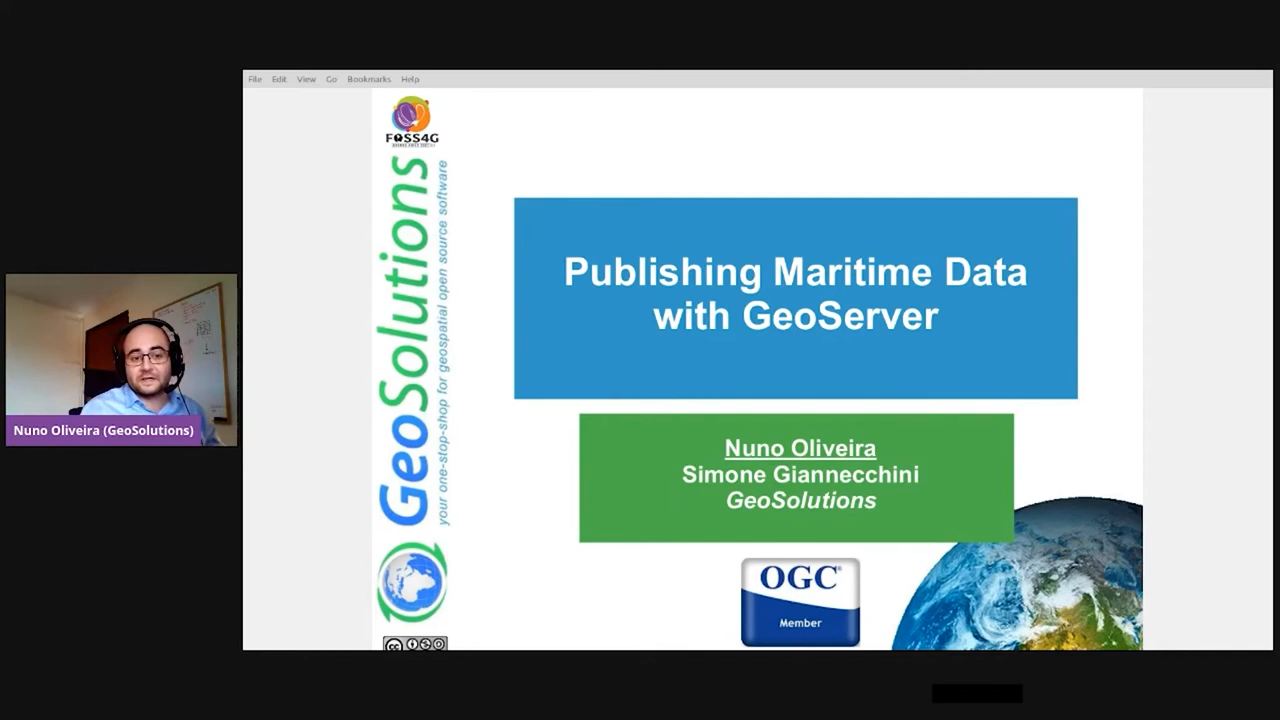 File Edit View Go Bookmarks Help
FOSS4G
GeoSolutions
your one-stop-shop for geospatial open source software
Publishing Maritime Data
with GeoServer
Nuno Oliveira
Simone Giannecchini
GeoSolutions
OGC®
Member
cc
Nuno Oliveira (GeoSolutions)